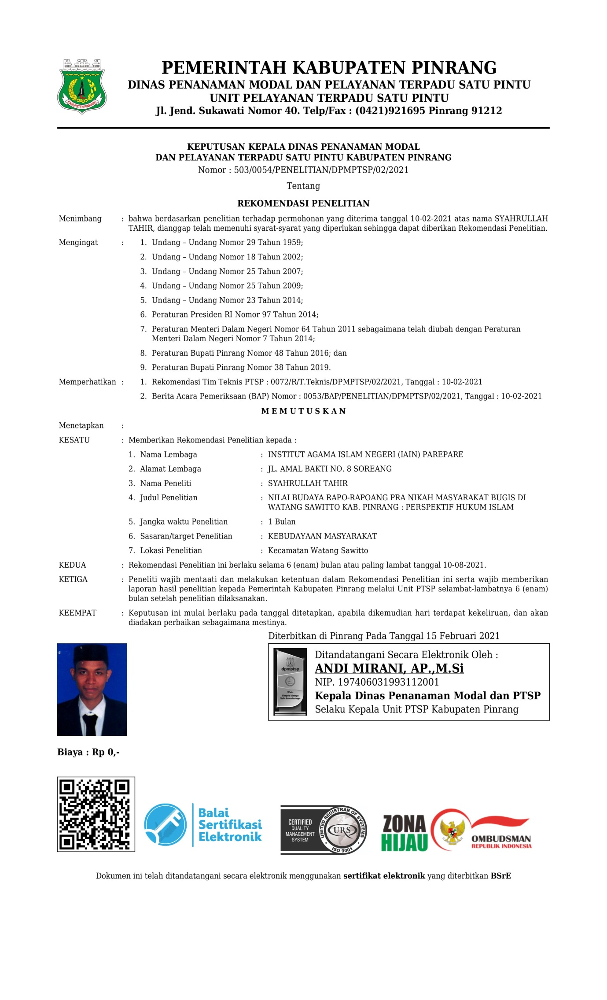 PEMERINTAH KABUPATEN PINRANG
DINAS PENANAMAN MODAL DAN PELAYANAN TERPADU SATU PINTU
UNIT PELAYANAN TERPADU SATU PINTU
Jl. Jend. Sukawati Nomor 40. Telp/Fax : (0421)921695 Pinrang 91212
KABUPATEN PINRANG
KEPUTUSAN KEPALA DINAS PENANAMAN MODAL
DAN PELAYANAN TERPADU SATU PINTU KABUPATEN PINRANG
Nomor : 503/0054/PENELITIAN/DPMPTSP/02/2021
Tentang
REKOMENDASI PENELITIAN
Menimbang : bahwa berdasarkan penelitian terhadap permohonan yang diterima tanggal 10-02-2021 atas nama SYAHRULLAH
TAHIR, dianggap telah memenuhi syarat-syarat yang diperlukan sehingga dapat diberikan Rekomendasi Penelitian.
Mengingat : 1. Undang – Undang Nomor 29 Tahun 1959;
2. Undang – Undang Nomor 18 Tahun 2002;
3. Undang – Undang Nomor 25 Tahun 2007;
4. Undang – Undang Nomor 25 Tahun 2009;
5. Undang – Undang Nomor 23 Tahun 2014;
6. Peraturan Presiden RI Nomor 97 Tahun 2014;
7. Peraturan Menteri Dalam Negeri Nomor 64 Tahun 2011 sebagaimana telah diubah dengan Peraturan
Menteri Dalam Negeri Nomor 7 Tahun 2014;
8. Peraturan Bupati Pinrang Nomor 48 Tahun 2016; dan
9. Peraturan Bupati Pinrang Nomor 38 Tahun 2019.
Memperhatikan : 1. Rekomendasi Tim Teknis PTSP : 0072/R/T.Teknis/DPMPTSP/02/2021, Tanggal : 10-02-2021
2. Berita Acara Pemeriksaan (BAP) Nomor : 0053/BAP/PENELITIAN/DPMPTSP/02/2021, Tanggal : 10-02-2021
M E M U T U S K A N
Menetapkan :
KESATU : Memberikan Rekomendasi Penelitian kepada :
1. Nama Lembaga : INSTITUT AGAMA ISLAM NEGERI (IAIN) PAREPARE
2. Alamat Lembaga : JL. AMAL BAKTI NO. 8 SOREANG
3. Nama Peneliti : SYAHRULLAH TAHIR
4. Judul Penelitian : NILAI BUDAYA RAPO-RAPOANG PRA NIKAH MASYARAKAT BUGIS DI
WATANG SAWITTO KAB. PINRANG : PERSPEKTIF HUKUM ISLAM
5. Jangka waktu Penelitian : 1 Bulan
6. Sasaran/target Penelitian : KEBUDAYAAN MASYARAKAT
7. Lokasi Penelitian : Kecamatan Watang Sawitto
KEDUA : Rekomendasi Penelitian ini berlaku selama 6 (enam) bulan atau paling lambat tanggal 10-08-2021.
KETIGA : Peneliti wajib mentaati dan melakukan ketentuan dalam Rekomendasi Penelitian ini serta wajib memberikan
laporan hasil penelitian kepada Pemerintah Kabupaten Pinrang melalui Unit PTSP selambat-lambatnya 6 (enam)
bulan setelah penelitian dilaksanakan.
KEEMPAT : Keputusan ini mulai berlaku pada tanggal ditetapkan, apabila dikemudian hari terdapat kekeliruan, dan akan
diadakan perbaikan sebagaimana mestinya.
Diterbitkan di Pinrang Pada Tanggal 15 Februari 2021
dpmptsp
Simple Izinnya
Safe Investasinya
Ditandatangani Secara Elektronik Oleh :
ANDI MIRANI, AP.,M.Si
NIP. 197406031993112001
Kepala Dinas Penanaman Modal dan PTSP
Selaku Kepala Unit PTSP Kabupaten Pinrang
Biaya : Rp 0,-
Balai
Sertifikasi
Elektronik
CERTIFIED
QUALITY
MANAGEMENT
SYSTEM
UNITED REGISTRAR OF SYSTEMS
URS
ISO 9001
ZONA
HIJAU
OMBUDSMAN
REPUBLIK INDONESIA
Dokumen ini telah ditandatangani secara elektronik menggunakan sertifikat elektronik yang diterbitkan BSrE